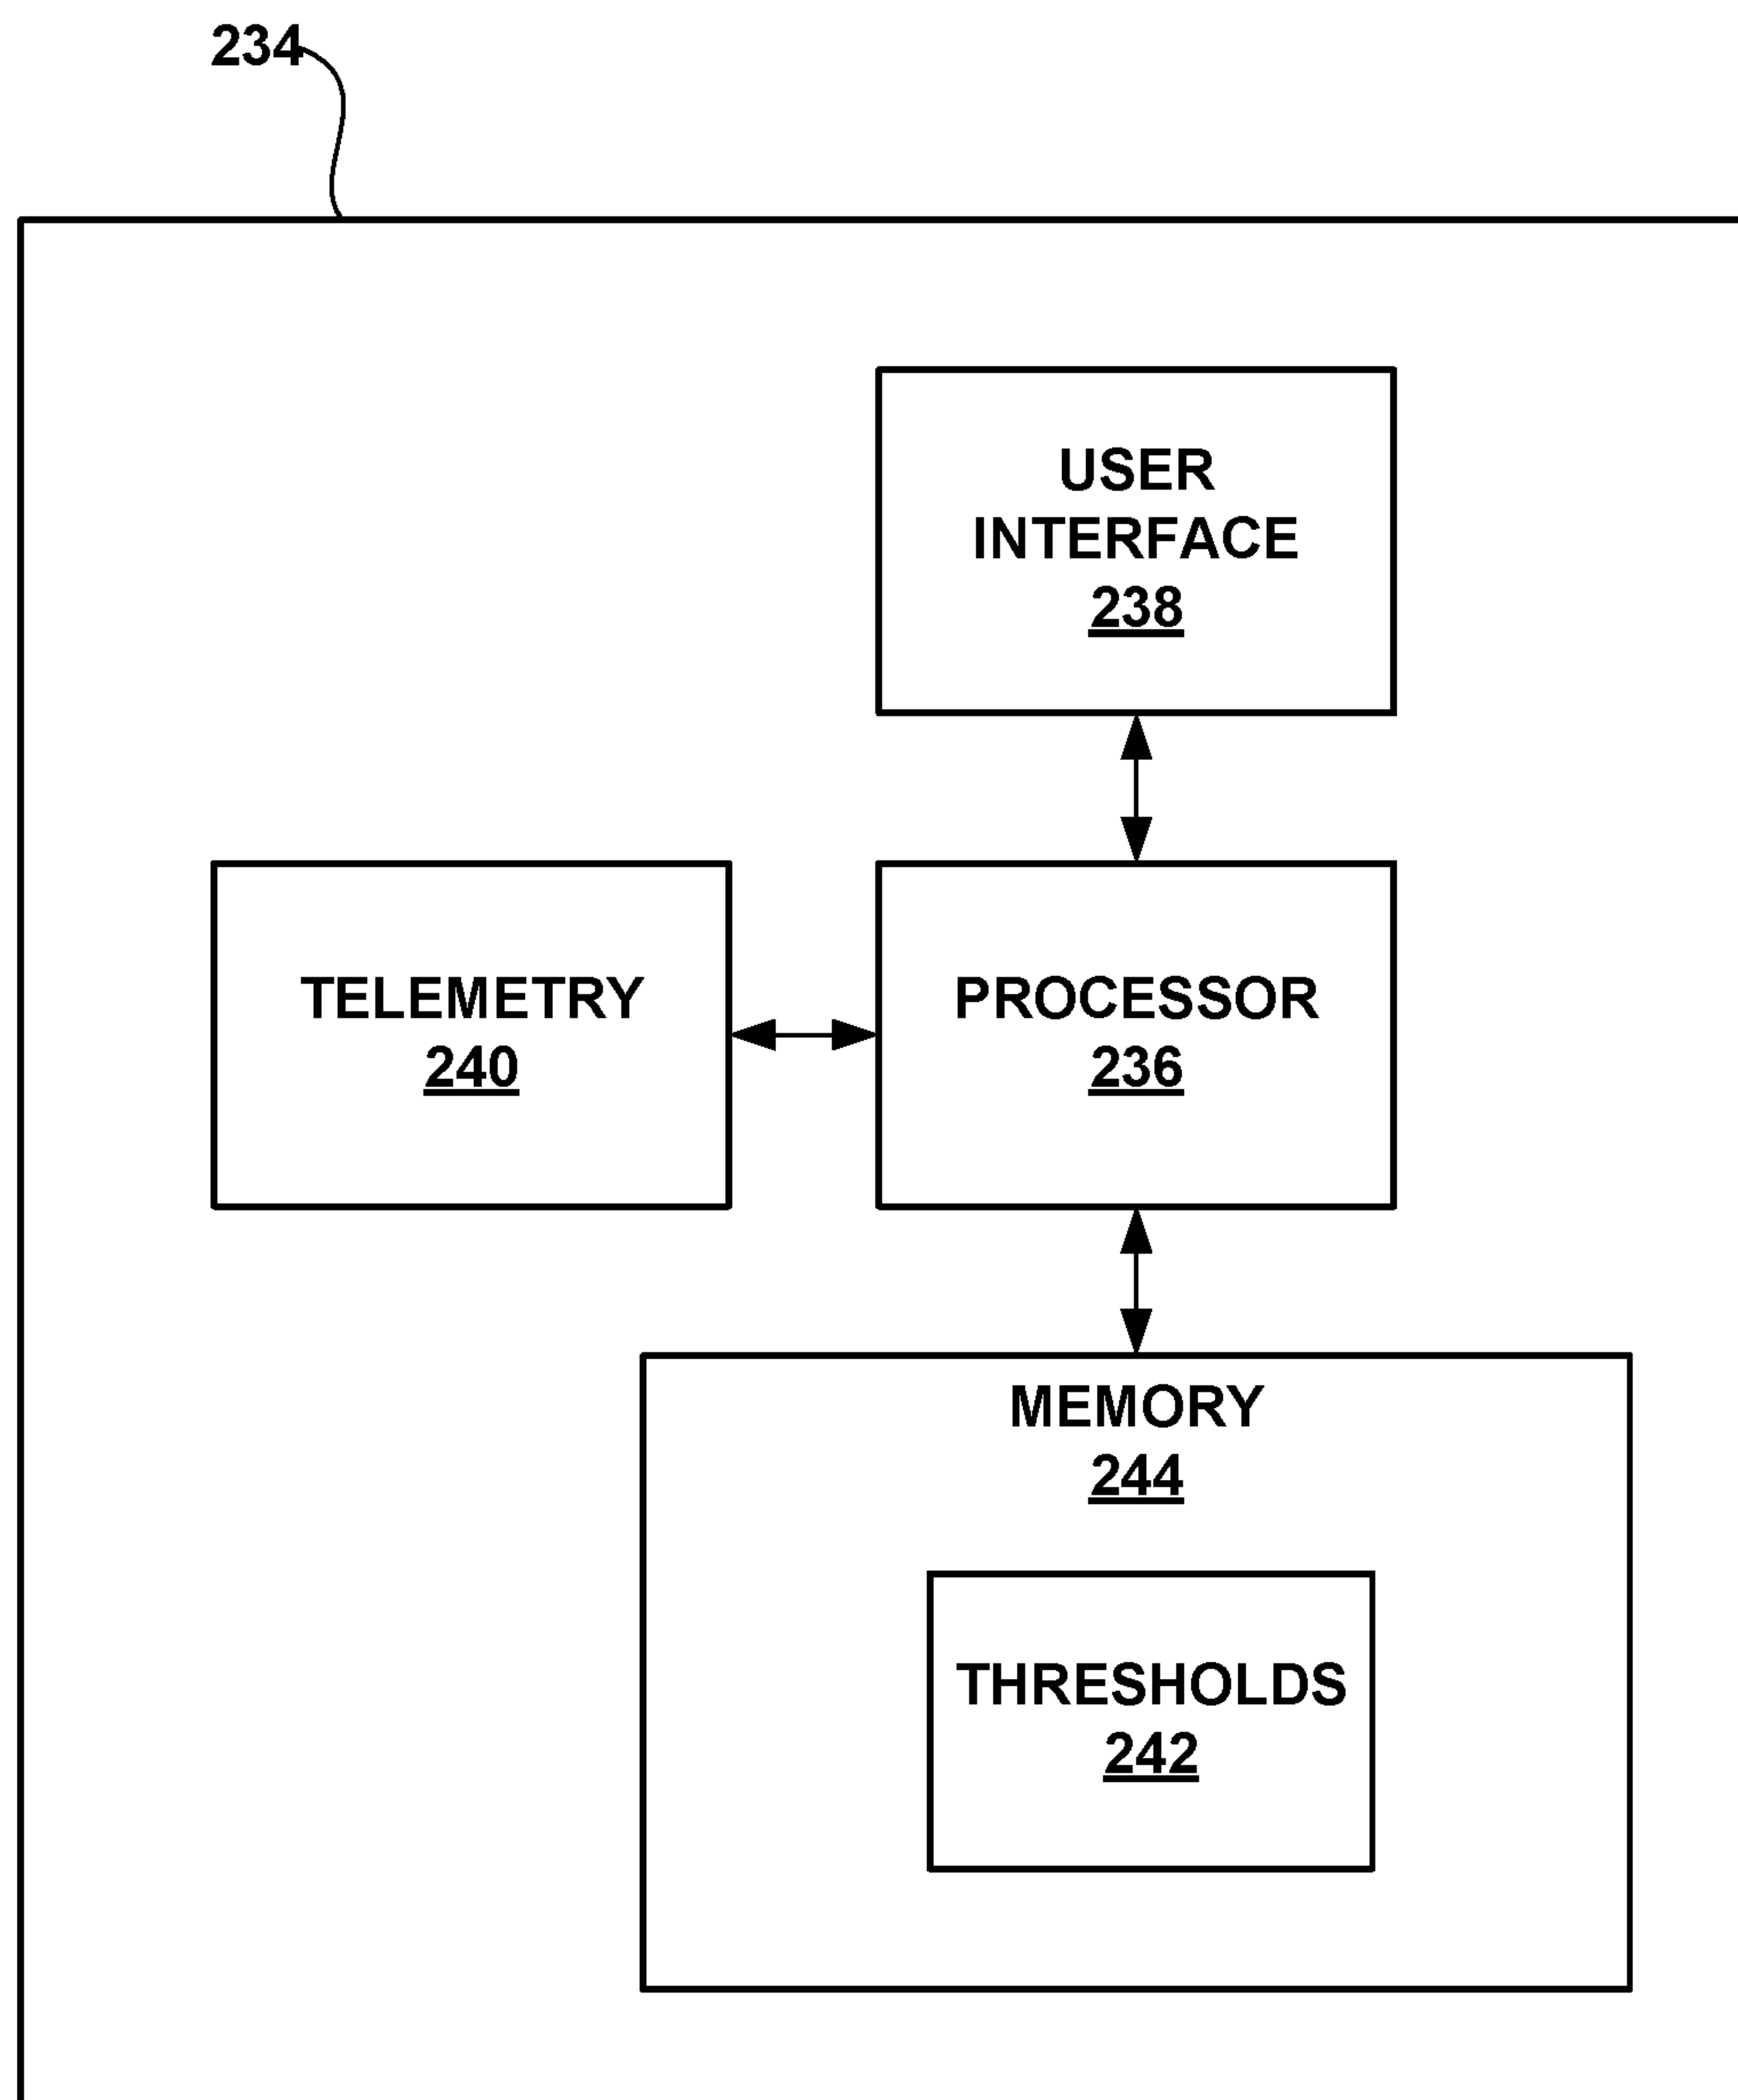 234
USER
INTERFACE
238
TELEMETRY
240
PROCESSOR
236
MEMORY
244
THRESHOLDS
242